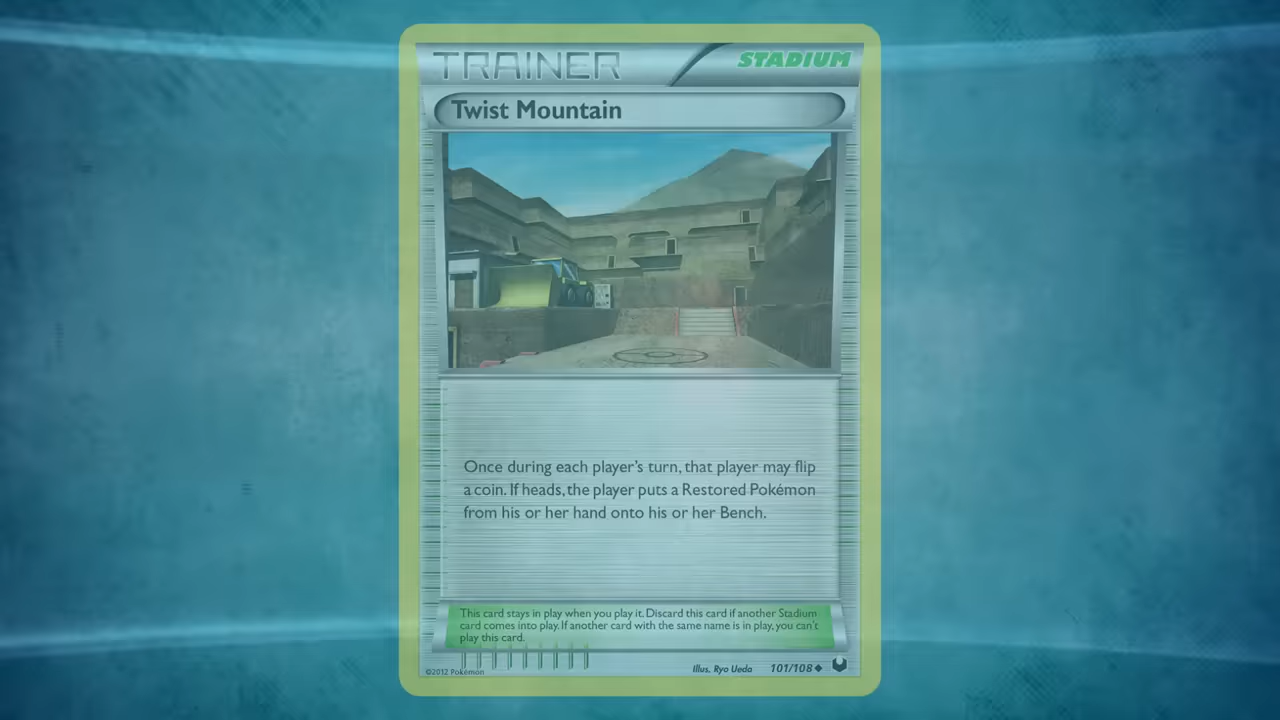 TRAINER
STADIUM
Twist Mountain
Once during each player's turn, that player may flip
a coin. If heads, the player puts a Restored Pokémon
from his or her hand onto his or her Bench.
This card stays in play when you play it. Discard this card if another Stadium
card comes into play. If another card with the same name is in play, you can't
play this card.
©2012 Pokémon
Illus. Ryo Ueda
101/108